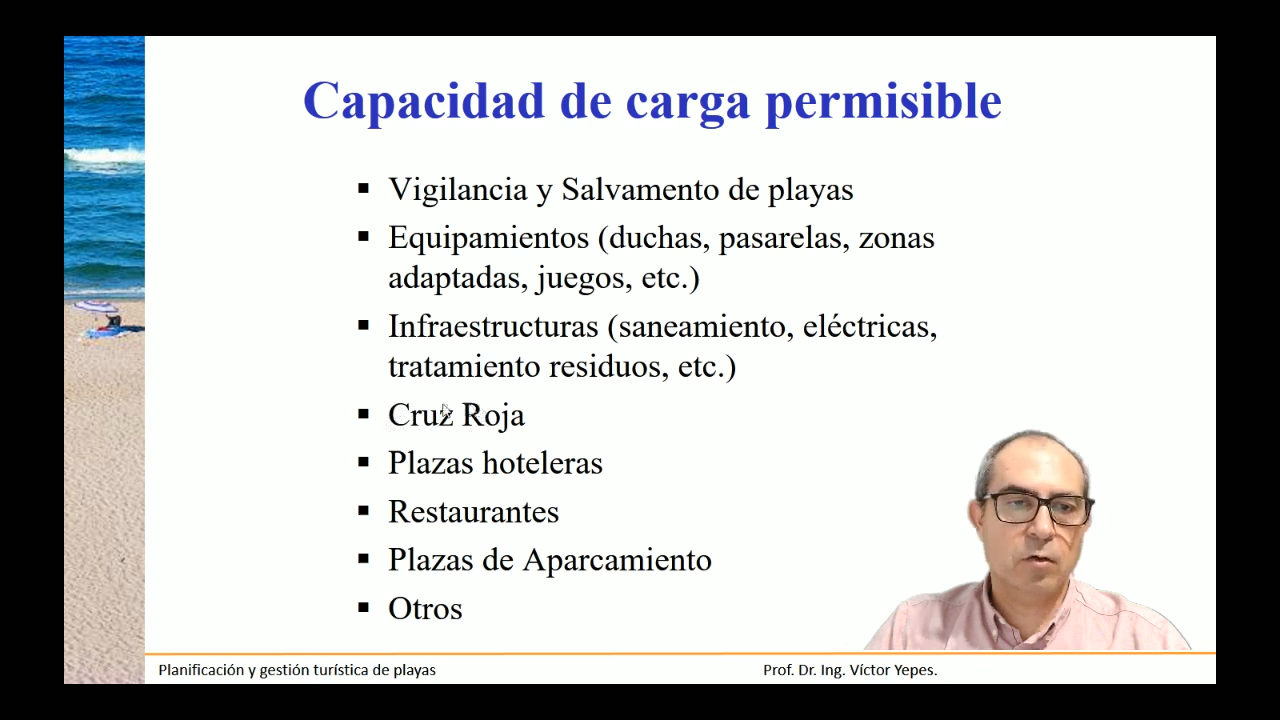 Capacidad de carga permisible
▪ Vigilancia y Salvamento de playas
▪ Equipamientos (duchas, pasarelas, zonas
adaptadas, juegos, etc.)
▪ Infraestructuras (saneamiento, eléctricas,
tratamiento residuos, etc.)
▪ Cruz Roja
▪ Plazas hoteleras
▪ Restaurantes
▪ Plazas de Aparcamiento
▪ Otros
Planificación y gestión turística de playas
Prof. Dr. Ing. Víctor Yepes.